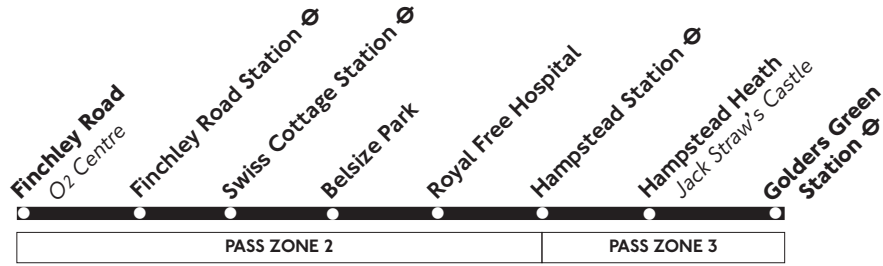 Finchley Road
O2 Centre
Finchley Road Station
Swiss Cottage Station
Belsize Park
Royal Free Hospital
Hampstead Station
Hampstead Heath
Jack Straw's Castle
Golders Green
Station
PASS ZONE 2
PASS ZONE 3